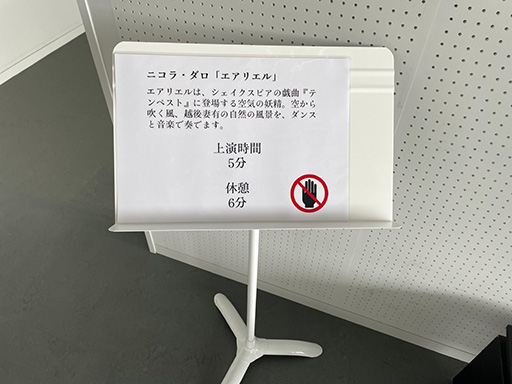 ニコラ・ダロ「エアリエル」
エアリエルは、シェイクスピアの戯曲『テ
ンペスト』に登場する空気の妖精。空から
吹く風、越後妻有の自然の風景を、ダンス
と音楽で奏でます。
上演時間
5分
休憩
6分